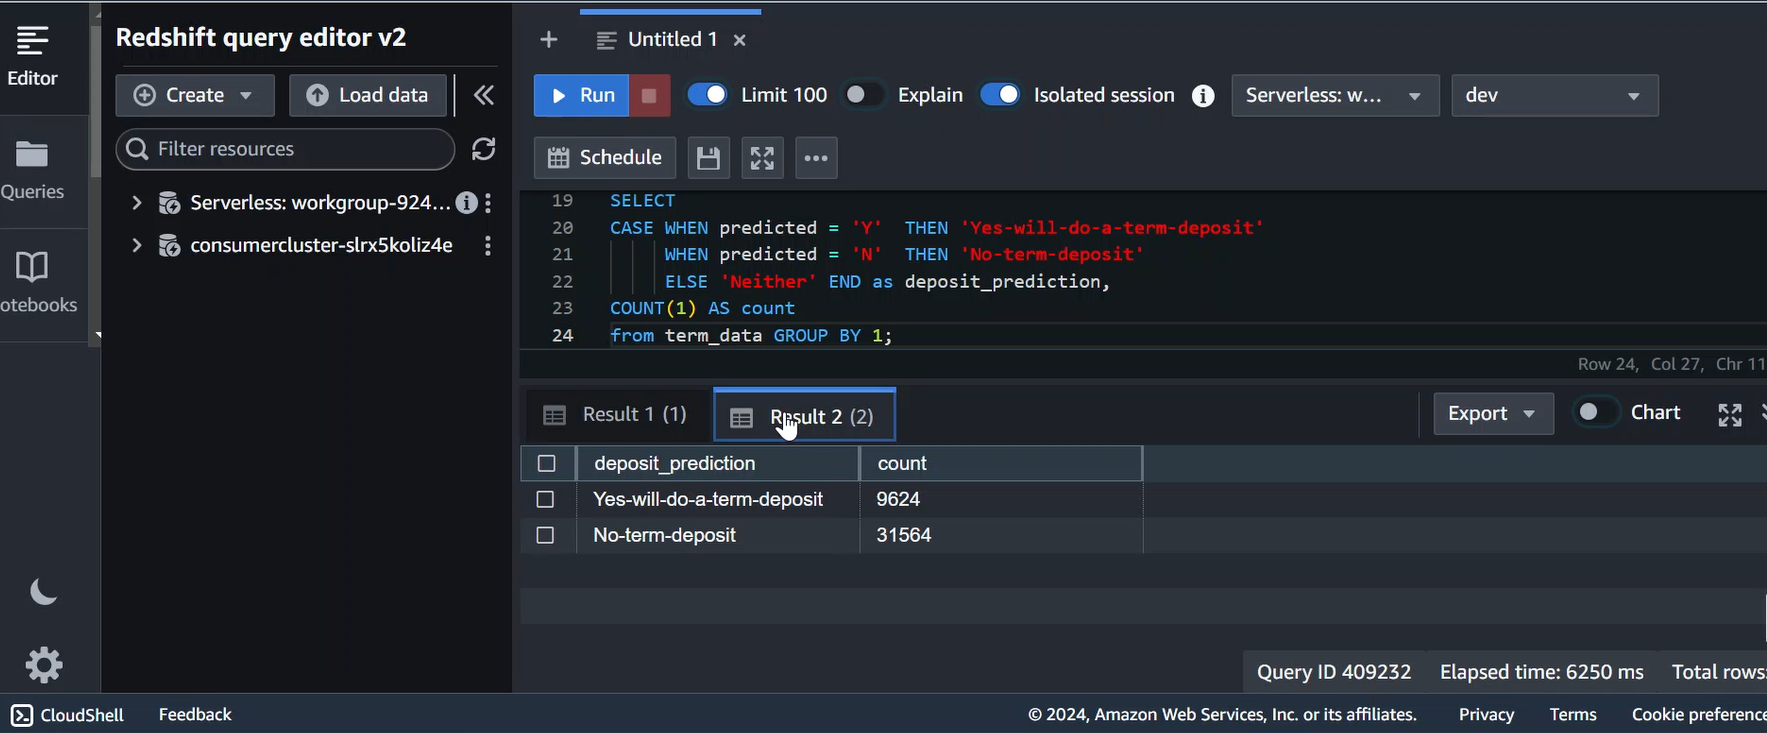 Redshift query editor v2
Editor
Create
Load data
Filter resources
Queries
Serverless: workgroup-924...
consumercluster-slrx5koliz4e
otebooks
Untitled 1
Run
Limit 100
Explain
Isolated session
Serverless: w...
dev
Schedule
19 SELECT
20 CASE WHEN predicted = 'Y' THEN 'Yes-will-do-a-term-deposit'
21 WHEN predicted = 'N' THEN 'No-term-deposit'
22 ELSE 'Neither' END as deposit_prediction,
23 COUNT(1) AS count
24 from term_data GROUP BY 1;
Row 24, Col 27, Chr 11
Result 1 (1)
Result 2 (2)
Export
Chart
deposit_prediction count
Yes-will-do-a-term-deposit 9624
No-term-deposit 31564
Query ID 409232 Elapsed time: 6250 ms Total rows:
CloudShell Feedback © 2024, Amazon Web Services, Inc. or its affiliates. Privacy Terms Cookie preference